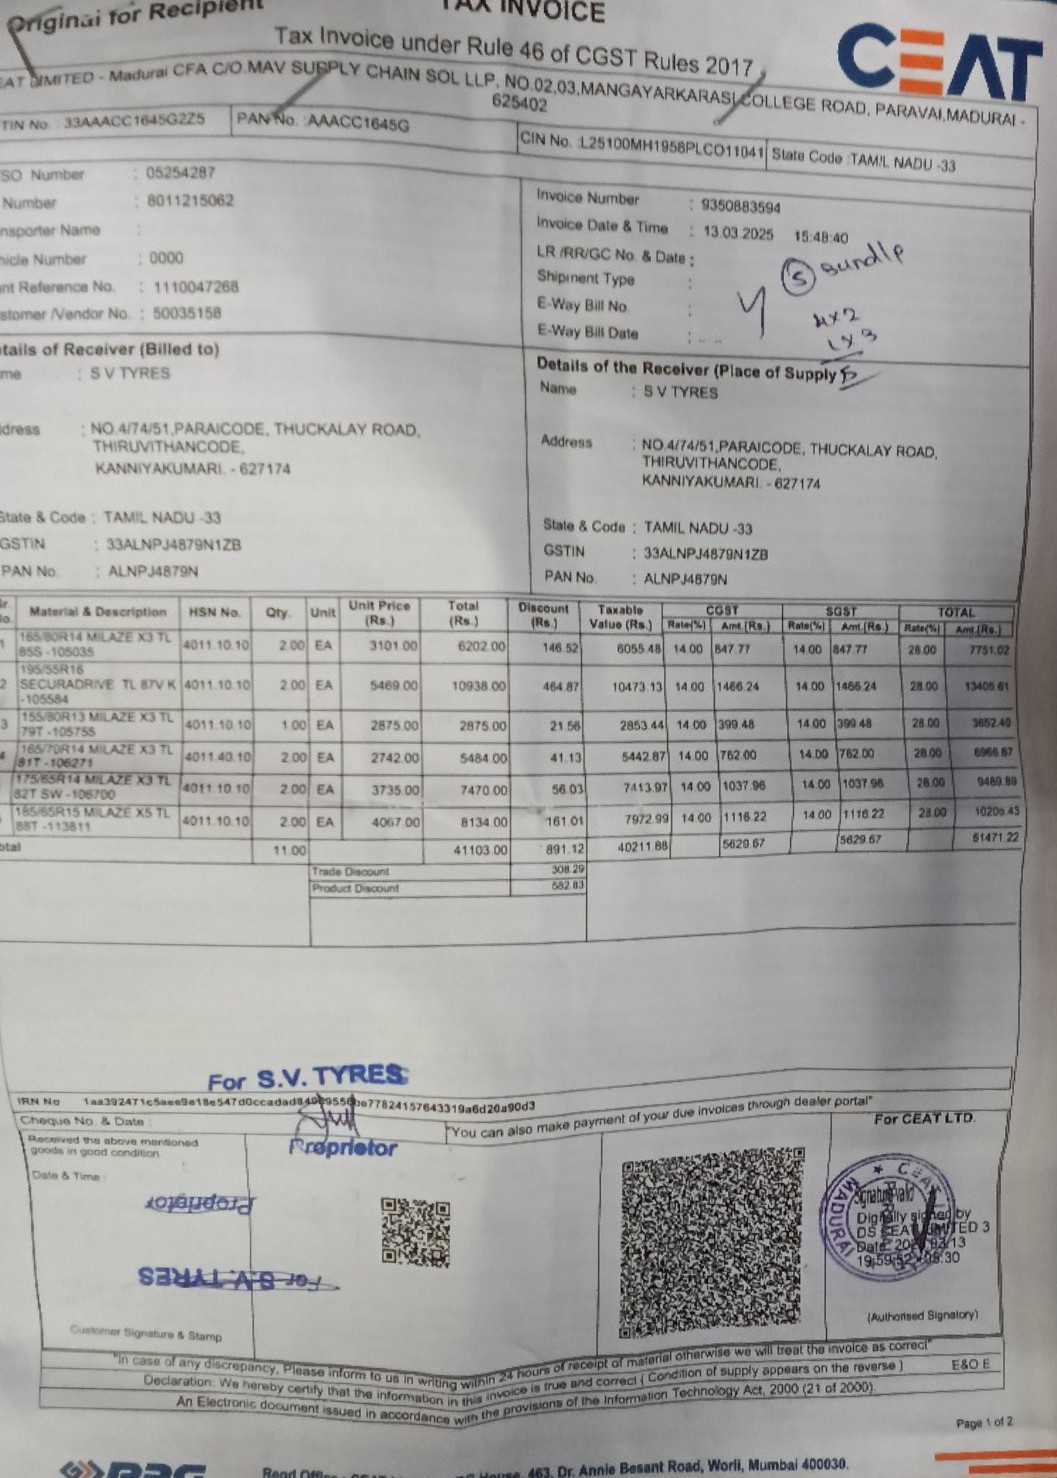 Original for Recipient
TAX INVOICE
CEAT
Tax Invoice under Rule 46 of CGST Rules 2017
EAT LIMITED - Madurai CFA C/O.MAV SUPPLY CHAIN SOL LLP, NO.02,03,MANGAYARKARASI COLLEGE ROAD, PARAVAI,MADURAI -
625402
TIN No. : 33AAACC1645G2Z5 PAN No. :AAACC1645G CIN No. :L25100MH1958PLCO11041 State Code :TAMIL NADU -33
SO Number : 05254287
Number : 8011215062
nsporter Name :
hicle Number : 0000
nt Reference No. : 1110047268
stomer /Vendor No. : 50035158
Invoice Number : 9350883594
Invoice Date & Time : 13.03.2025 15:48:40
LR /RR/GC No. & Date :
Shipment Type :
E-Way Bill No :
E-Way Bill Date :
5
4x2
1x3
5
tails of Receiver (Billed to)
me : S V TYRES
dress : NO.4/74/51,PARAICODE, THUCKALAY ROAD,
THIRUVITHANCODE,
KANNIYAKUMARI. - 627174
State & Code : TAMIL NADU -33
GSTIN : 33ALNPJ4879N1ZB
PAN No. : ALNPJ4879N
Details of the Receiver (Place of Supply
Name : S V TYRES
Address : NO.4/74/51,PARAICODE, THUCKALAY ROAD,
THIRUVITHANCODE,
KANNIYAKUMARI. - 627174
State & Code : TAMIL NADU -33
GSTIN : 33ALNPJ4879N1ZB
PAN No. : ALNPJ4879N
r. No. Material & Description HSN No. Qty. Unit Unit Price (Rs.) Total (Rs.) Discount (Rs.) Taxable Value (Rs.) CGST SGST TOTAL
Rate(%) Amt.(Rs.) Rate(%) Amt.(Rs.) Rate(%) Amt.(Rs.)
1 165/80R14 MILAZE X3 TL 85S -105035 4011.10.10 2.00 EA 3101.00 6202.00 146.52 6055.48 14.00 847.77 14.00 847.77 28.00 7751.02
2 195/55R16 SECURADRIVE TL 87V K -105584 4011.10.10 2.00 EA 5469.00 10938.00 464.87 10473.13 14.00 1466.24 14.00 1466.24 28.00 13405.61
3 155/80R13 MILAZE X3 TL 79T -105755 4011.10.10 1.00 EA 2875.00 2875.00 21.56 2853.44 14.00 399.48 14.00 399.48 28.00 3652.40
165/70R14 MILAZE X3 TL 81T -106271 4011.40.10 2.00 EA 2742.00 5484.00 41.13 5442.87 14.00 762.00 14.00 762.00 28.00 6966.87
175/65R14 MILAZE X3 TL 82T SW -106700 4011.10.10 2.00 EA 3735.00 7470.00 56.03 7413.97 14.00 1037.96 14.00 1037.96 28.00 9489.89
185/65R15 MILAZE X5 TL 88T -113811 4011.10.10 2.00 EA 4067.00 8134.00 161.01 7972.99 14.00 1116.22 14.00 1116.22 28.00 10205.43
otal 11.00 41103.00 891.12 40211.88 5629.67 5629.67 51471.22
Trade Discount 308.29
Product Discount 582.83
For S.V. TYRES
IRN No
Cheque No. & Date :
"You can also make payment of your due invoices through dealer portal"
Proprietor
For CEAT LTD.
Received the above mentioned
goods in good condition
Date & Time :
Proprietor
For S.V. TYRES
Signature valid
Digitally signed by
DS CEAT LIMITED 3
MADURAI
(Authorised Signatory)
Customer Signature & Stamp
"In case of any discrepancy, Please inform to us in writing within 24 hours of receipt of material otherwise we will treat the invoice as correct"
Declaration: We hereby certify that the information in this invoice is true and correct ( Condition of supply appears on the reverse ) E&O E
An Electronic document issued in accordance with the provisions of the Information Technology Act, 2000 (21 of 2000).
Page 1 of 2
RPG
463, Dr. Annie Besant Road, Worli, Mumbai 400030.